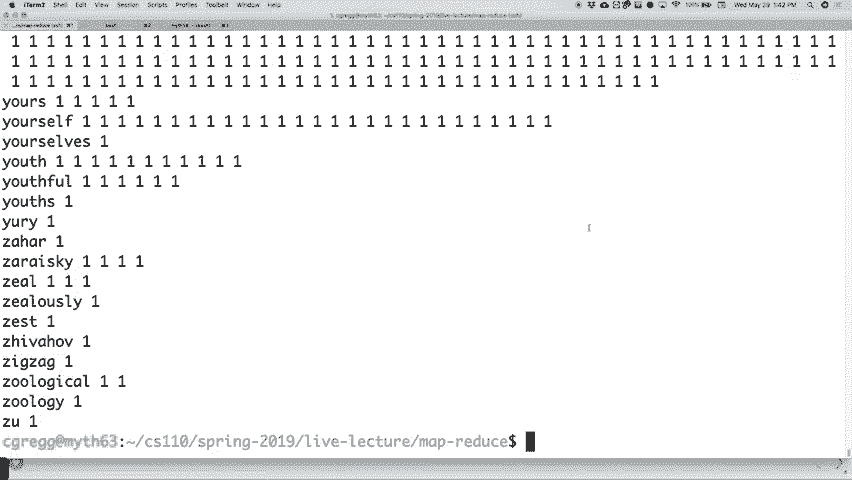 iTerm2 Shell Edit View Session Scripts Profiles Toolbelt Window Help 100% Wed May 29 1:42 PM
1 1 1 1 1 1 1 1 1 1 1 1 1 1 1 1 1 1 1 1 1 1 1 1 1 1 1 1 1 1 1 1 1 1 1 1 1 1 1 1 1 1 1 1 1 1 1
1 1 1 1 1 1 1 1 1 1 1 1 1 1 1 1 1 1 1 1 1 1 1 1 1 1 1 1 1 1 1 1 1 1 1 1 1 1 1 1 1 1 1 1 1 1 1
1 1 1 1 1 1 1 1 1 1 1 1 1 1 1 1 1 1 1 1 1 1 1 1 1 1 1 1 1 1 1 1 1 1 1 1 1
yours 1 1 1 1 1
yourself 1 1 1 1 1 1 1 1 1 1 1 1 1 1 1 1 1 1 1 1 1 1 1 1 1 1 1
yourselves 1
youth 1 1 1 1 1 1 1 1 1 1 1
youthful 1 1 1 1 1 1
youths 1
yury 1
zahar 1
zaraisky 1 1 1 1
zeal 1 1 1
zealously 1
zest 1
zhivahov 1
zigzag 1
zoological 1 1
zoology 1
zu 1
cgregg@myth63:~/cs110/spring-2019/live-lecture/map-reduce$